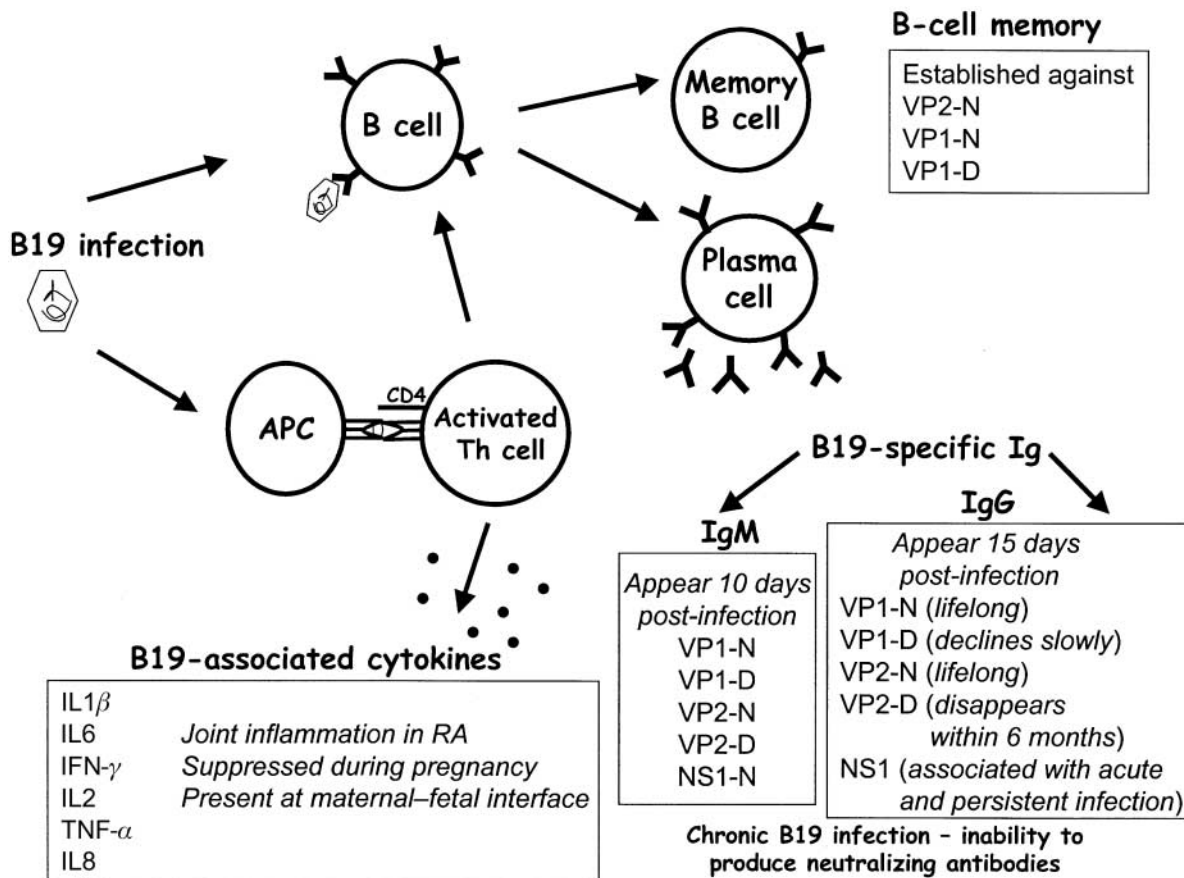 B-cell memory
Established against
VP2-N
VP1-N
VP1-D
B cell
Memory
B cell
B19 infection
Plasma
cell
APC
CD4
Activated
Th cell
B19-specific Ig
IgM
Appear 10 days
post-infection
VP1-N
VP1-D
VP2-N
VP2-D
NS1-N
IgG
Appear 15 days
post-infection
VP1-N (lifelong)
VP1-D (declines slowly)
VP2-N (lifelong)
VP2-D (disappears
within 6 months)
NS1 (associated with acute
and persistent infection)
B19-associated cytokines
IL1β
IL6 Joint inflammation in RA
IFN-γ Suppressed during pregnancy
IL2 Present at maternal–fetal interface
TNF-α
IL8
Chronic B19 infection – inability to
produce neutralizing antibodies